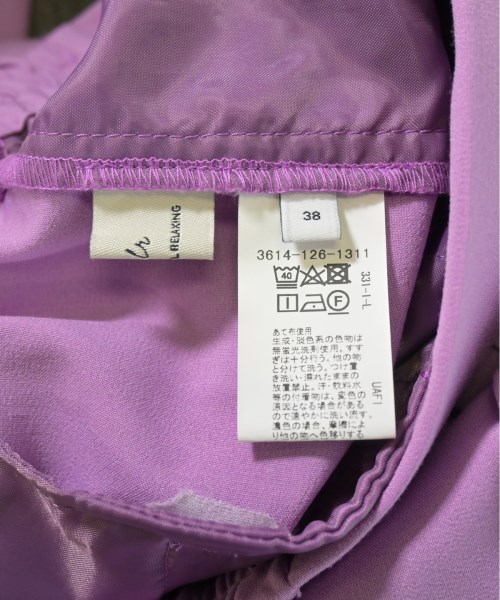 lr
L RELAXING
38
3614-126-1311
331-1-L
40
F
あて布使用
生成・淡色系の色物は
無蛍光洗剤使用。すす
ぎは十分行う。他の物
と分けて洗う。つけ置
き洗い・濡れたままの
放置禁止。汗・飲料水
等の付着物は、変色の
原因となる場合がある
ので速やかに洗い流す。
濃色の場合、摩擦によ
り他の物へ色移りする
UAF1